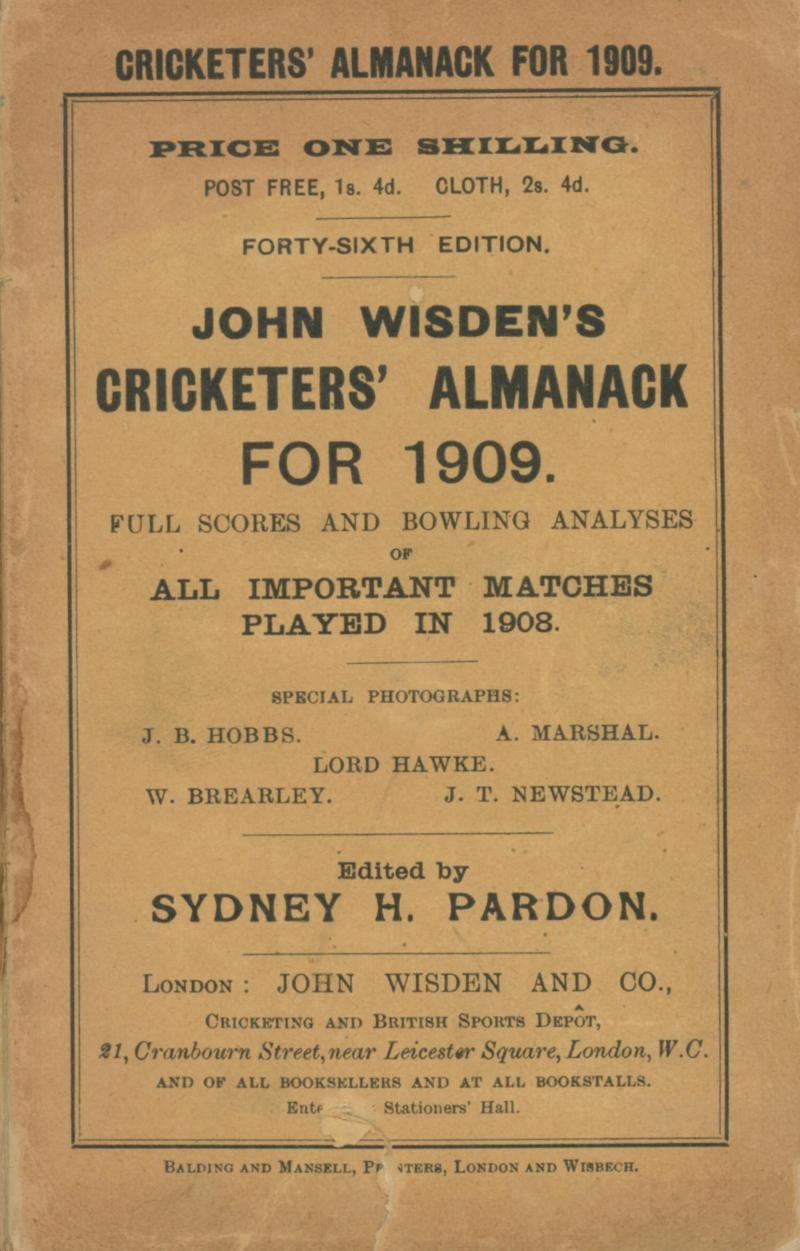 CRICKETERS' ALMANACK FOR 1909.
PRICE ONE SHILLING.
POST FREE, 1s. 4d. CLOTH, 2s. 4d.
FORTY-SIXTH EDITION.
JOHN WISDEN'S
CRICKETERS' ALMANACK
FOR 1909.
FULL SCORES AND BOWLING ANALYSES
OF
ALL IMPORTANT MATCHES
PLAYED IN 1908.
SPECIAL PHOTOGRAPHS:
J. B. HOBBS. A. MARSHAL.
LORD HAWKE.
W. BREARLEY. J. T. NEWSTEAD.
Edited by
SYDNEY H. PARDON.
LONDON: JOHN WISDEN AND CO.,
CRICKETING AND BRITISH SPORTS DEPÔT,
21, Cranbourn Street, near Leicester Square, London, W.C.
AND OF ALL BOOKSELLERS AND AT ALL BOOKSTALLS.
Stationers' Hall.
BALDING AND MANSELL, LONDON AND WISBECH.